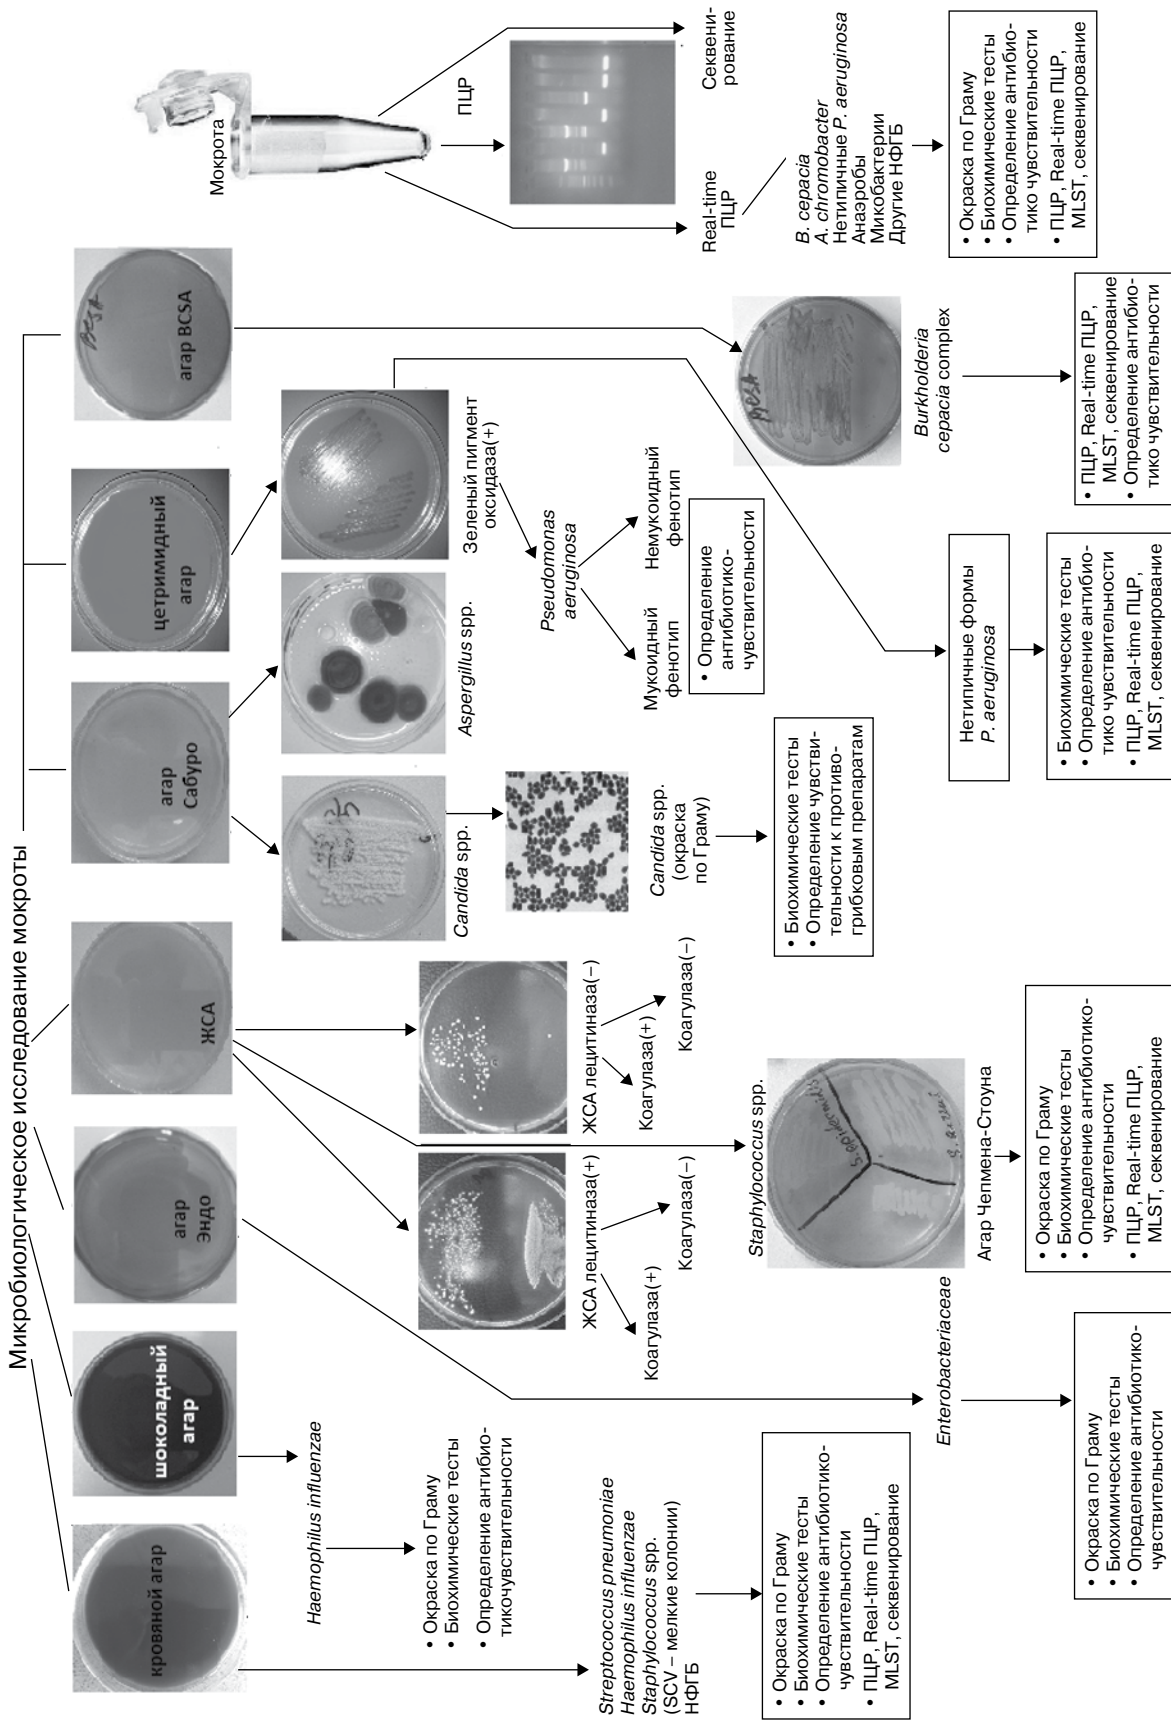 Микробиологическое исследование мокроты
кровяной агар
шоколадный
агар
агар
Эндо
ЖСА
агар
Сабуро
цетримидный
агар
BCSA
агар BCSA
Мокрота
Haemophilus influenzae
• Окраска по Граму
• Биохимические тесты
• Определение антибио-
тикочувствительности
Streptococcus pneumoniae
Haemophilus influenzae
Staphylococcus spp.
(SCV – мелкие колонии)
НФГБ
• Окраска по Граму
• Биохимические тесты
• Определение антибиотико-
чувствительности
• ПЦР, Real-time ПЦР,
MLST, секвенирование
Enterobacteriaceae
• Окраска по Граму
• Биохимические тесты
• Определение антибиотико-
чувствительности
ЖСА лецитиназа(+)
Коагулаза(+)
Коагулаза(–)
ЖСА лецитиназа(–)
Коагулаза(+)
Коагулаза(–)
Staphylococcus spp.
S. epidermidis
Агар Чепмена-Стоуна
• Окраска по Граму
• Биохимические тесты
• Определение антибиотико-
чувствительности
• ПЦР, Real-time ПЦР,
MLST, секвенирование
Candida spp.
Candida spp.
(окраска
по Граму)
• Биохимические тесты
• Определение чувстви-
тельности к противо-
грибковым препаратам
Aspergillus spp.
Зеленый пигмент
оксидаза(+)
Pseudomonas
aeruginosa
Мукоидный
фенотип
Немукоидный
фенотип
• Определение
антибиотико-
чувствительности
Нетипичные формы
P. aeruginosa
• Биохимические тесты
• Определение антибио-
тико чувствительности
• ПЦР, Real-time ПЦР,
MLST, секвенирование
BCSA
Burkholderia
cepacia complex
• ПЦР, Real-time ПЦР,
MLST, секвенирование
• Определение антибио-
тико чувствительности
ПЦР
Real-time
ПЦР
Секвени-
рование
B. cepacia
A. chromobacter
Нетипичные P. aeruginosa
Анаэробы
Микобактерии
Другие НФГБ
• Окраска по Граму
• Биохимические тесты
• Определение антибио-
тико чувствительности
• ПЦР, Real-time ПЦР,
MLST, секвенирование